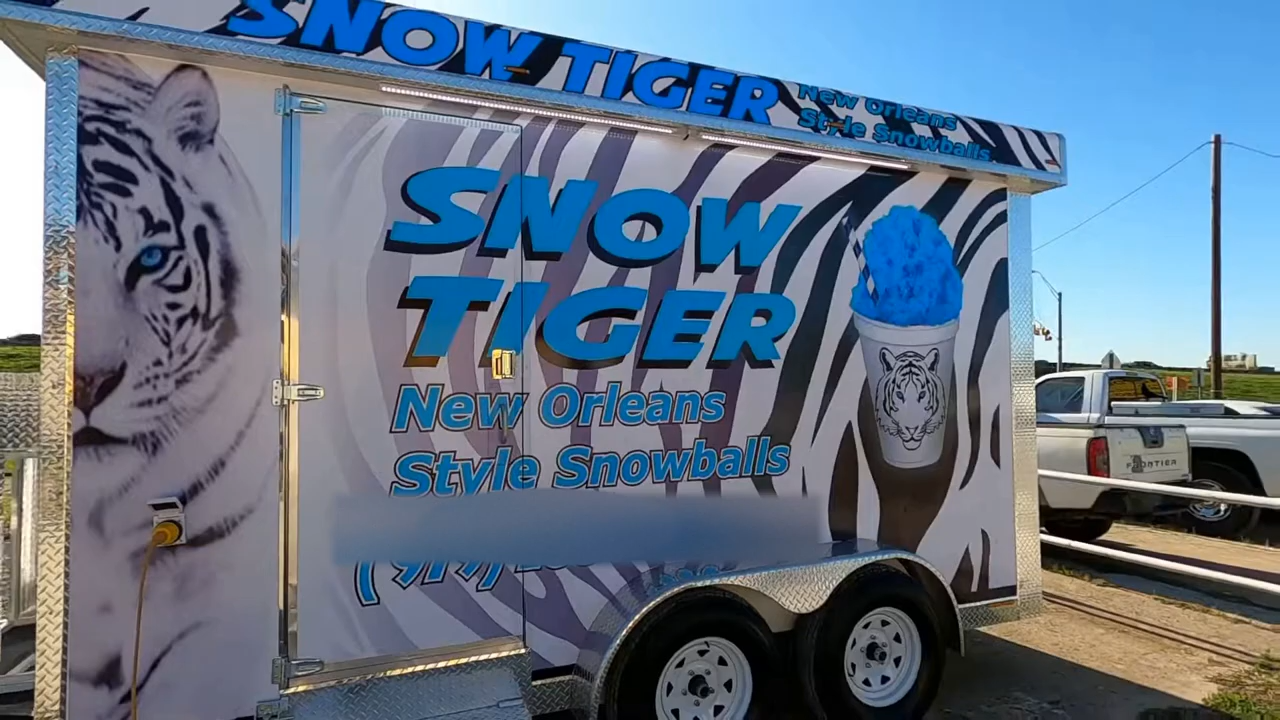 SNOW TIGER
New Orleans
Style Snowballs
SNOW
TIGER
New Orleans
Style Snowballs
FRONTIER